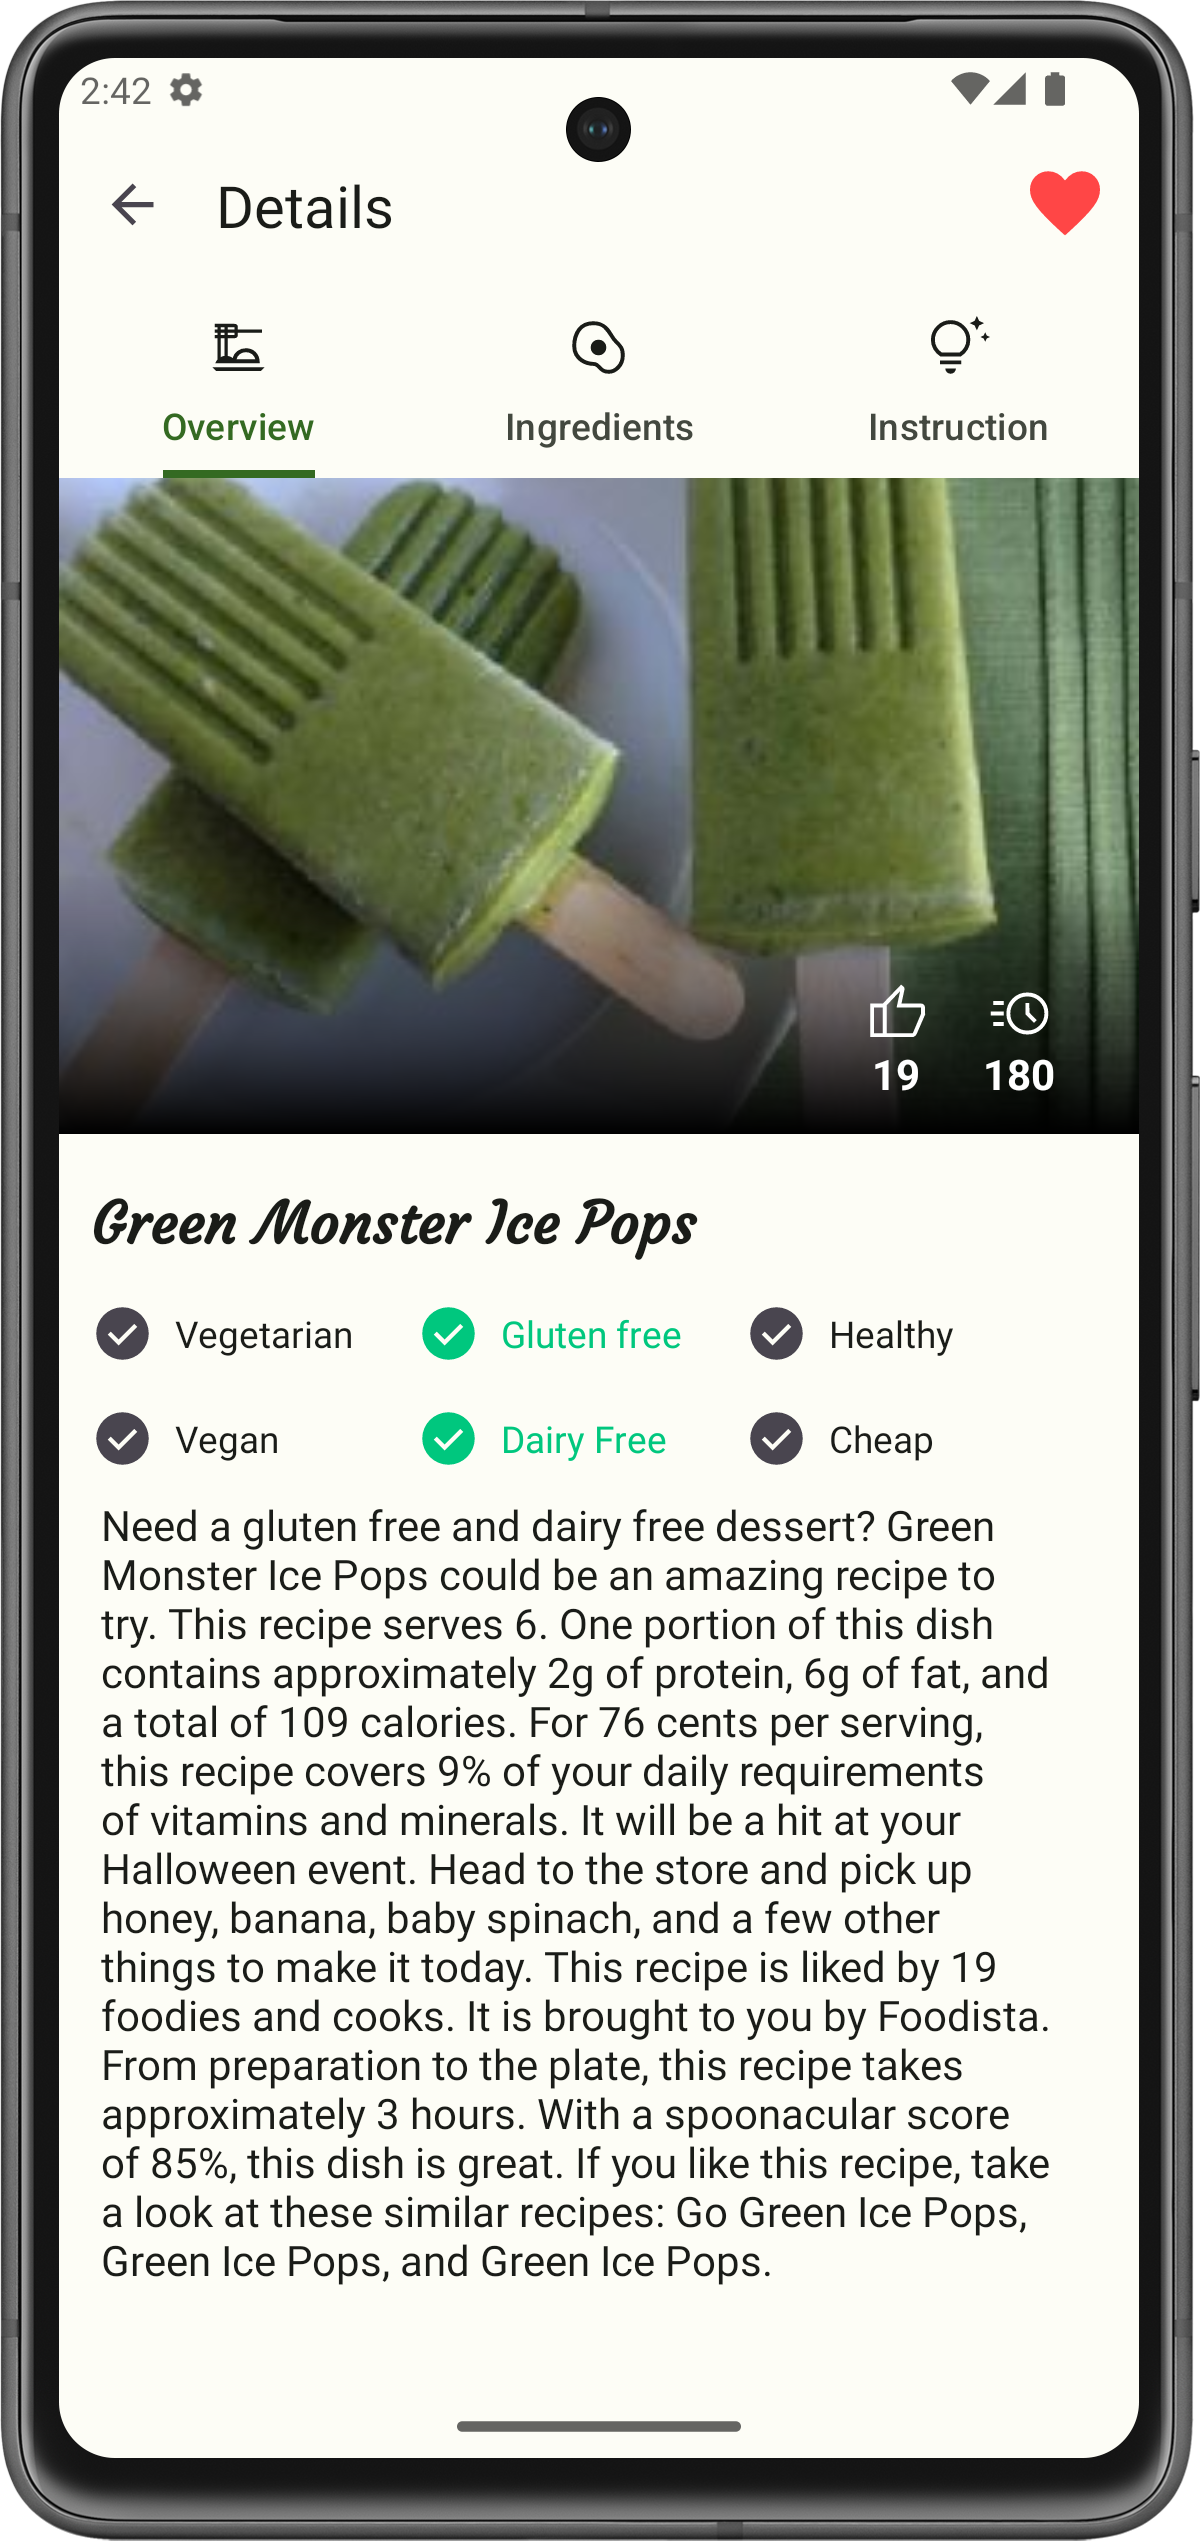 2:42
Details
Overview
Ingredients
Instruction
19
180
Green Monster Ice Pops
Vegetarian
Gluten free
Healthy
Vegan
Dairy Free
Cheap
Need a gluten free and dairy free dessert? Green
Monster Ice Pops could be an amazing recipe to
try. This recipe serves 6. One portion of this dish
contains approximately 2g of protein, 6g of fat, and
a total of 109 calories. For 76 cents per serving,
this recipe covers 9% of your daily requirements
of vitamins and minerals. It will be a hit at your
Halloween event. Head to the store and pick up
honey, banana, baby spinach, and a few other
things to make it today. This recipe is liked by 19
foodies and cooks. It is brought to you by Foodista.
From preparation to the plate, this recipe takes
approximately 3 hours. With a spoonacular score
of 85%, this dish is great. If you like this recipe, take
a look at these similar recipes: Go Green Ice Pops,
Green Ice Pops, and Green Ice Pops.